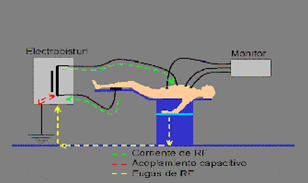 Electrobisturí
Monitor
Corriente de RF
Acoplamiento capacitivo
Fugas de RF